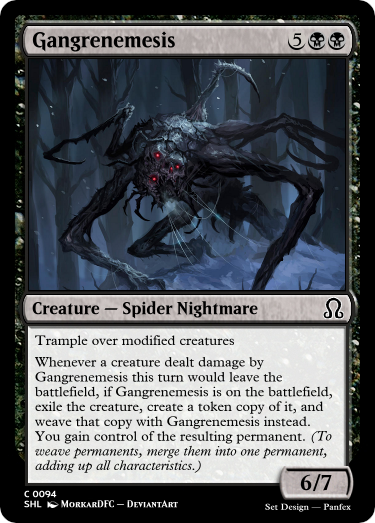 Gangrenemesis 5
Creature — Spider Nightmare
Trample over modified creatures
Whenever a creature dealt damage by
Gangrenemesis this turn would leave the
battlefield, if Gangrenemesis is on the battlefield,
exile the creature, create a token copy of it, and
weave that copy with Gangrenemesis instead.
You gain control of the resulting permanent. (To
weave permanents, merge them into one permanent,
adding up all characteristics.)
6/7
C 0094
SHL MorkarDFC — DeviantArt
Set Design — Panfex